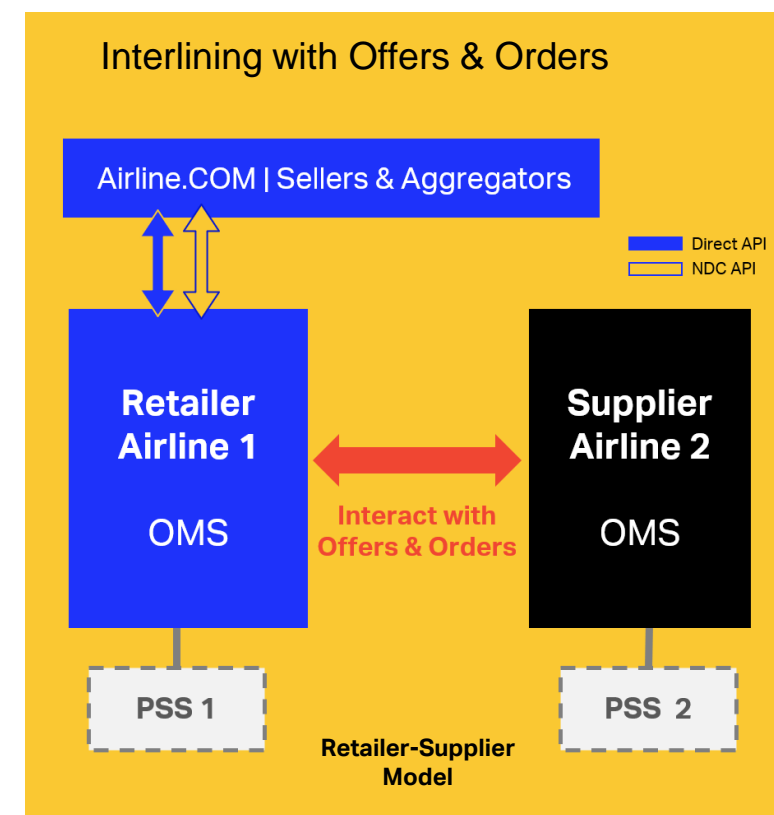 Interlining with Offers & Orders
Airline.COM | Sellers & Aggregators
Direct API
NDC API
Retailer
Airline 1
OMS
Interact with
Offers & Orders
Supplier
Airline 2
OMS
PSS 1
PSS 2
Retailer-Supplier
Model